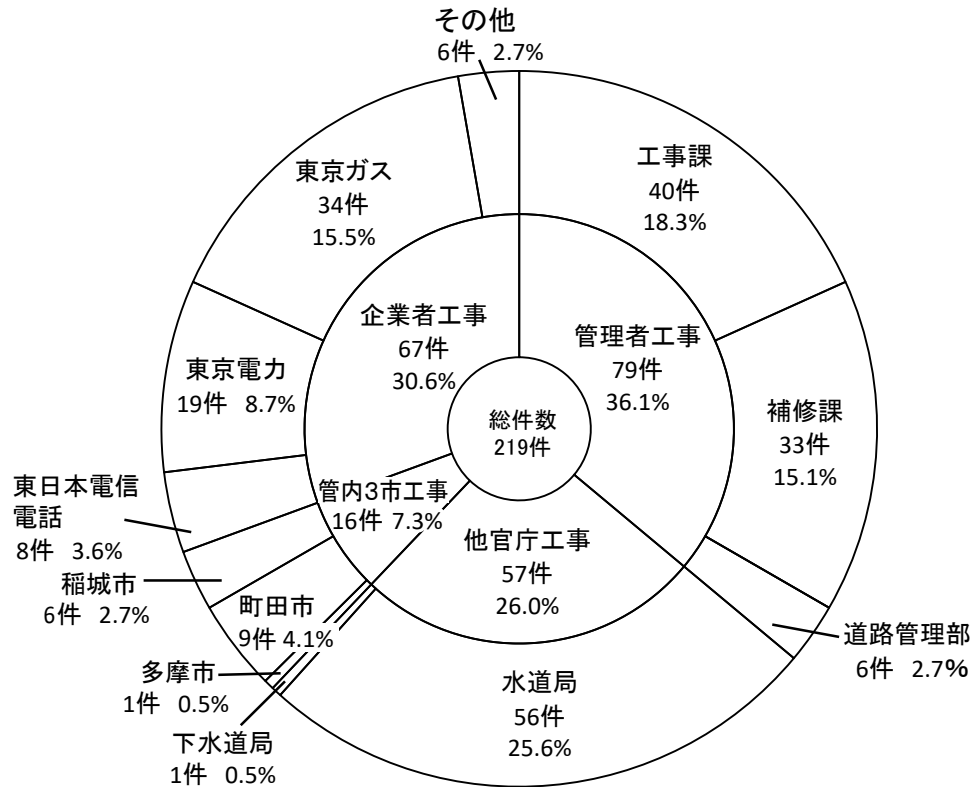 その他
6件 2.7%
工事課
40件
18.3%
東京ガス
34件
15.5%
企業者工事
67件
30.6%
管理者工事
79件
36.1%
東京電力
19件 8.7%
補修課
33件
15.1%
総件数
219件
東日本電信
電話
8件 3.6%
管内3市工事
16件 7.3%
他官庁工事
57件
26.0%
稲城市
6件 2.7%
町田市
9件 4.1%
道路管理部
6件 2.7%
多摩市
1件 0.5%
水道局
56件
25.6%
下水道局
1件 0.5%